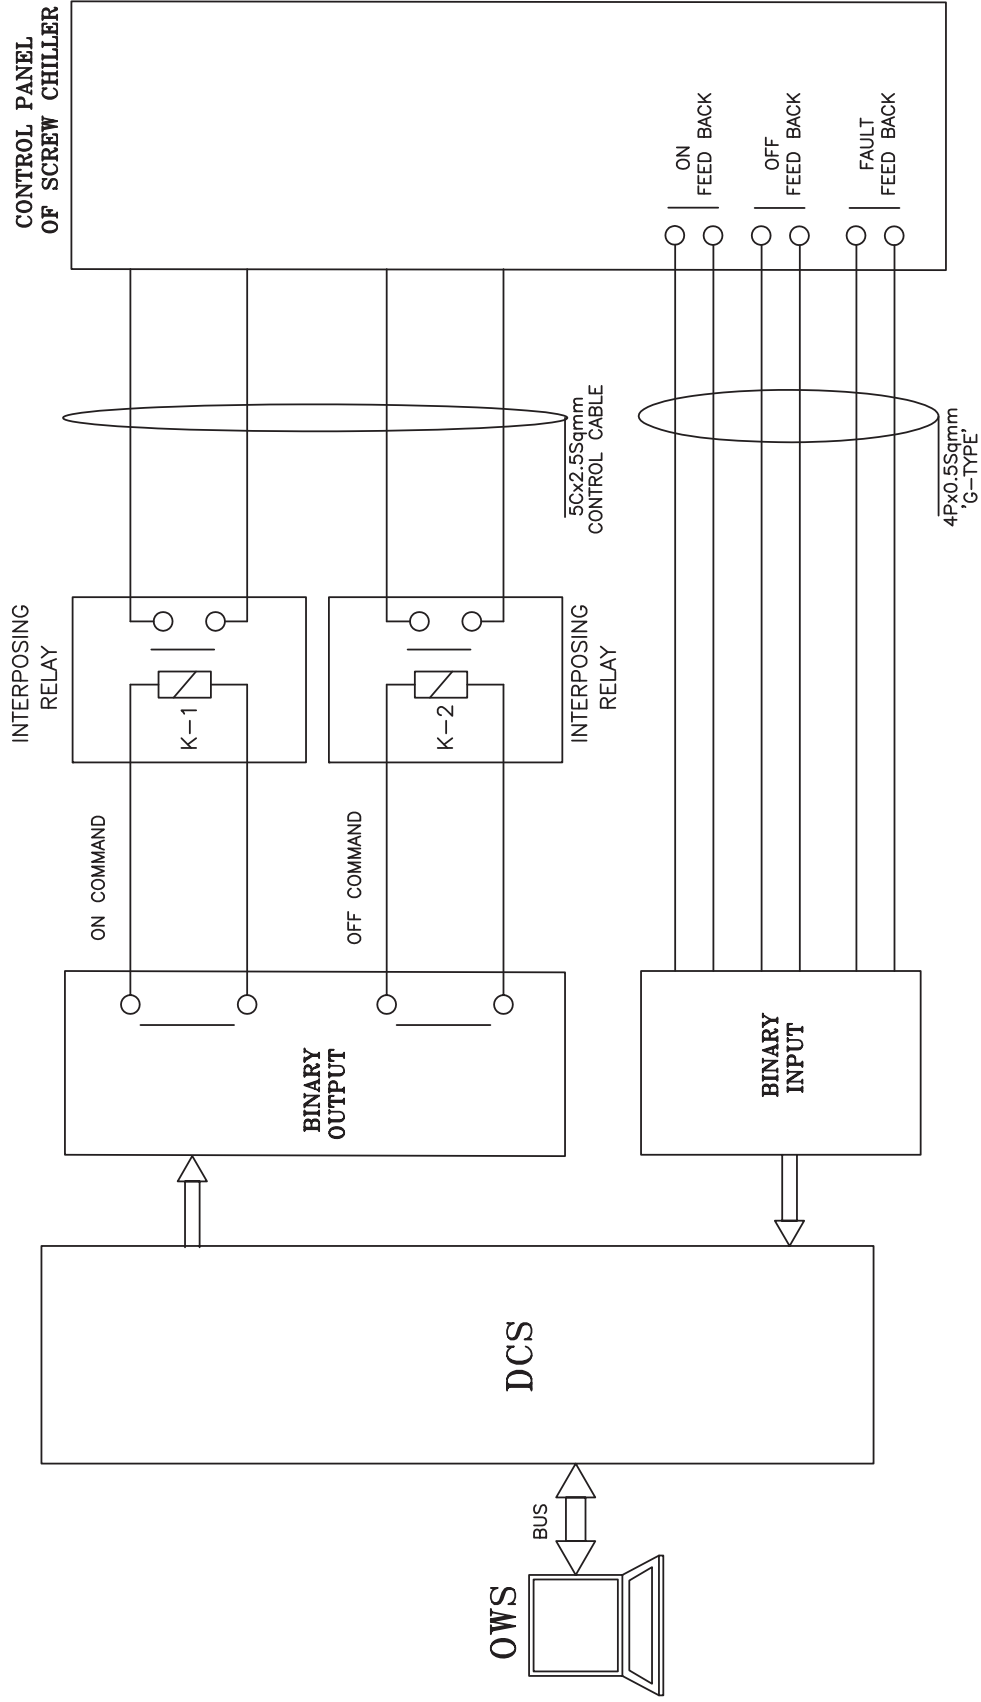 CONTROL PANEL
OF SCREW CHILLER
ON
FEED BACK
OFF
FEED BACK
FAULT
FEED BACK
5Cx2.5Sqmm
CONTROL CABLE
4Px0.5Sqmm
'G-TYPE'
INTERPOSING
RELAY
K-1
K-2
INTERPOSING
RELAY
ON COMMAND
OFF COMMAND
BINARY
OUTPUT
BINARY
INPUT
DCS
BUS
OWS